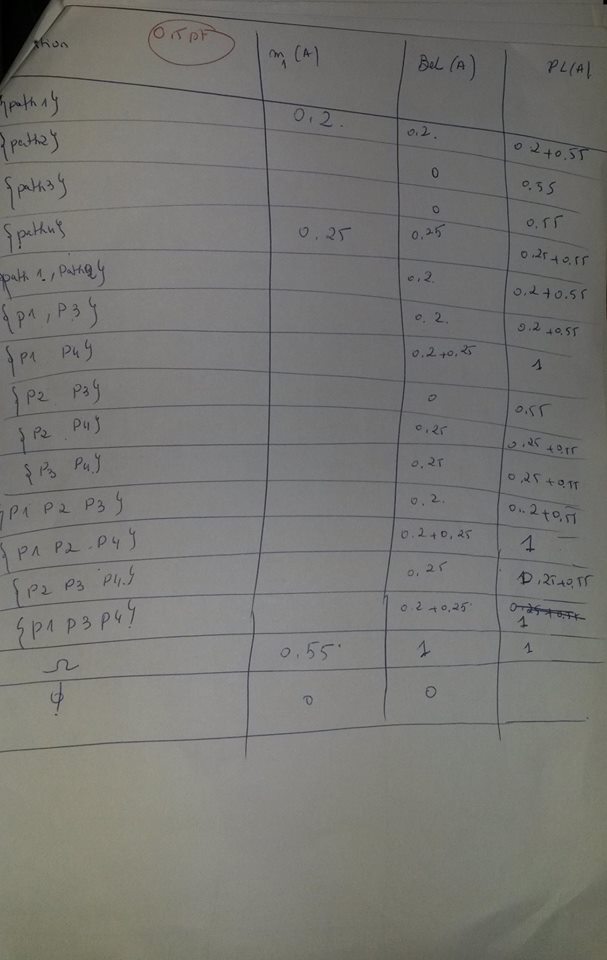 0,5 pt
m1(A) Bel(A) PL(A)
{path1} 0.2. 0.2. 0.2+0.55
{path2} 0 0.55
{path3} 0 0.55
{path4} 0.25 0.25 0.25+0.55
path1, path2} 0.2. 0.2+0.55
{P1, P3} 0.2. 0.2+0.55
{P1 P4} 0.2+0.25 1
{P2 P3} 0 0.55
{P2 P4} 0.25 0.25+0.55
{P3 P4} 0.25 0.25+0.55
{P1 P2 P3} 0.2. 0.2+0.55
{P1 P2 P4} 0.2+0.25 1
{P2 P3 P4} 0.25 0,25+0.55
{P1 P3 P4} 0.2+0.25 0.25+0.55
1
Ω 0.55 1 1
ϕ 0 0